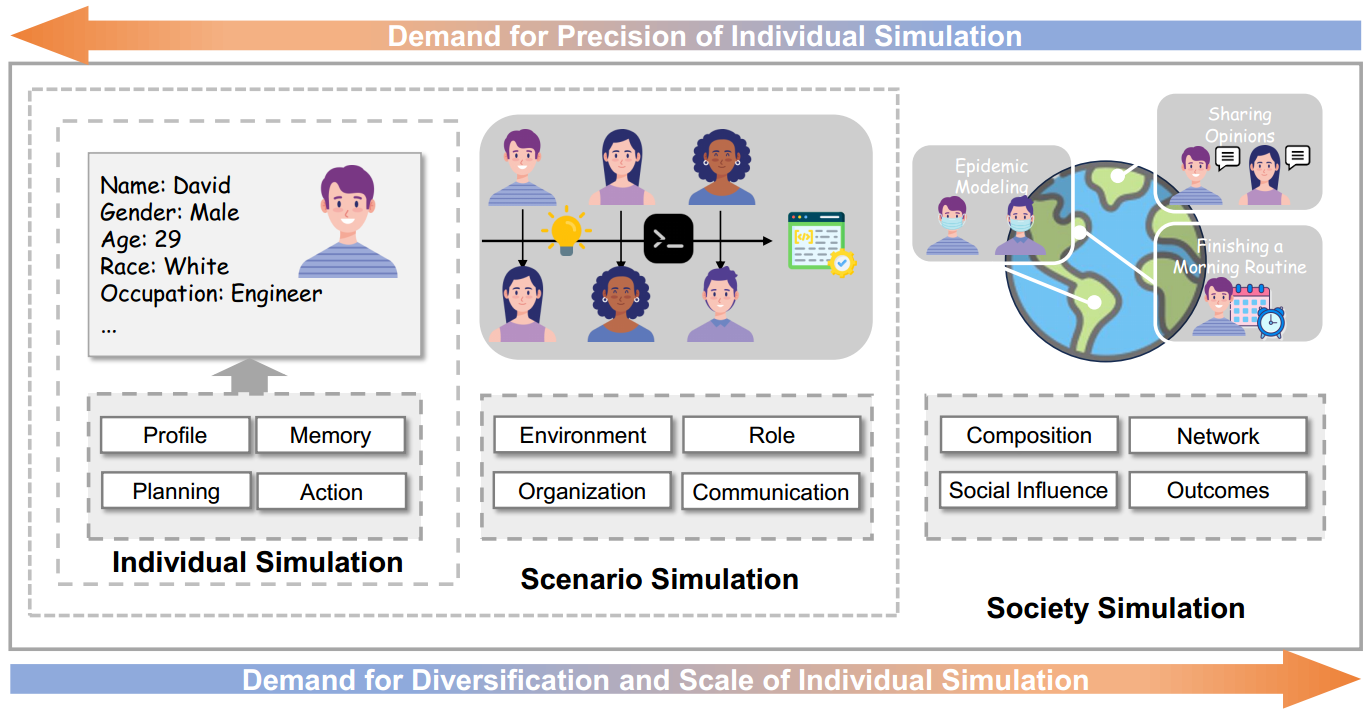 Demand for Precision of Individual Simulation
Name: David
Gender: Male
Age: 29
Race: White
Occupation: Engineer
...
Profile
Memory
Planning
Action
Individual Simulation
Environment
Role
Organization
Communication
Scenario Simulation
Epidemic
Modeling
Sharing
Opinions
Finishing a
Morning Routine
Composition
Network
Social Influence
Outcomes
Society Simulation
Demand for Diversification and Scale of Individual Simulation